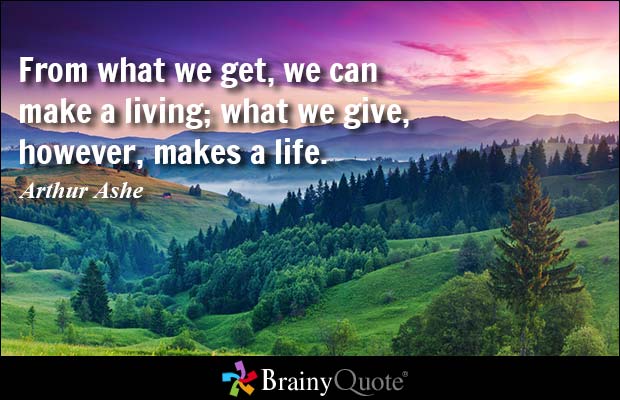 From what we get, we can
make a living; what we give,
however, makes a life.
Arthur Ashe
BrainyQuote®